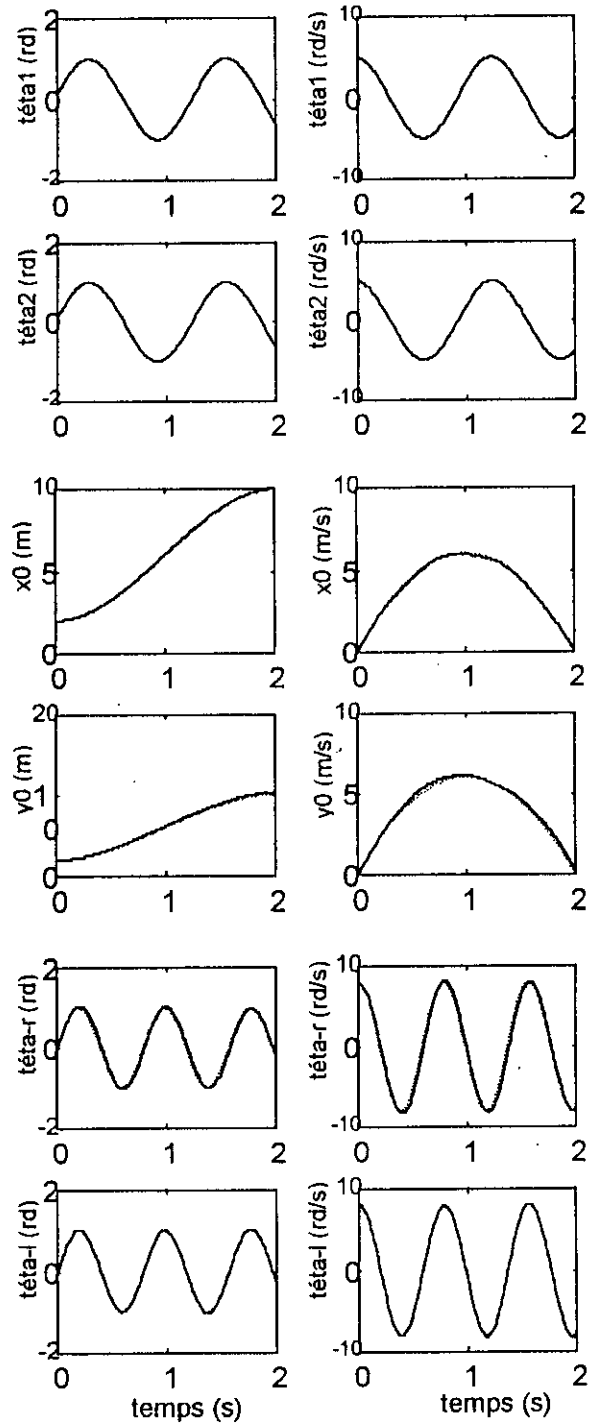 2 10
téta1 (rd) téta1 (rd/s)
0 0
-2 -10
0 1 2 0 1 2
2 10
téta2 (rd) téta2 (rd/s)
0 0
-2 -10
0 1 2 0 1 2
10 10
x0 (m) x0 (m/s)
5 5
0 0
0 1 2 0 1 2
20 10
y0 (m) y0 (m/s)
1
0 5
0 0
0 1 2 0 1 2
2 10
téta-r (rd) téta-r (rd/s)
0 0
-2 -10
0 1 2 0 1 2
2 10
téta-l (rd) téta-l (rd/s)
0 0
-2 -10
0 1 2 0 1 2
temps (s) temps (s)